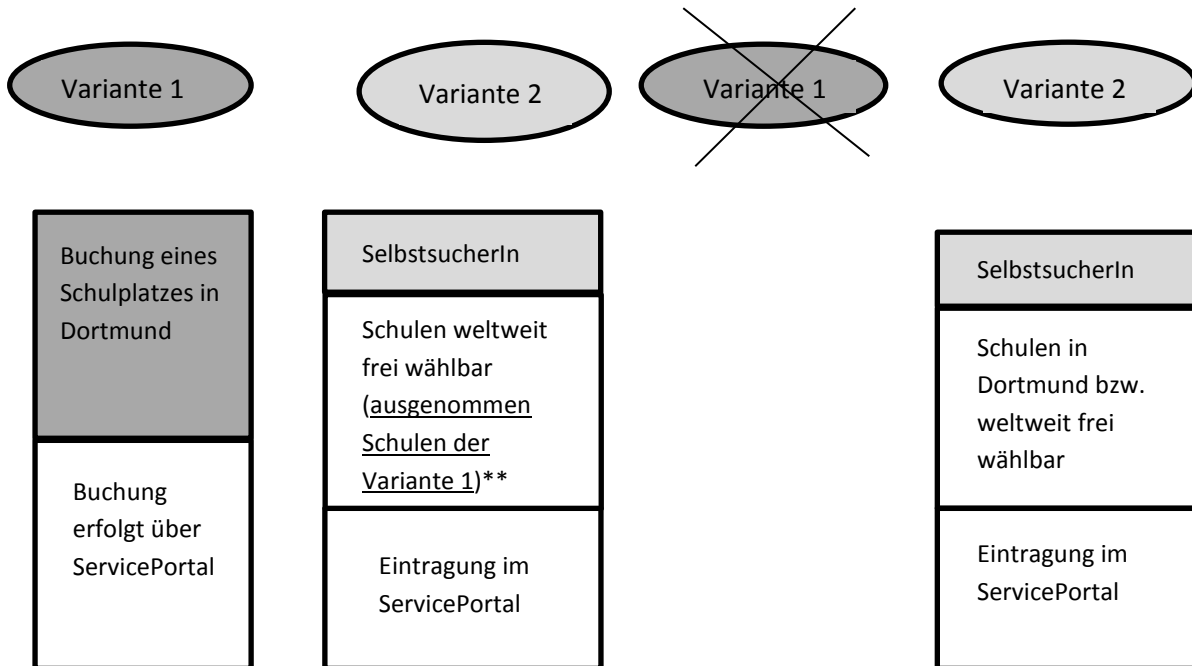 Variante 1
Variante 2
Variante 1
Variante 2
Buchung eines
Schulplatzes in
Dortmund
Buchung
erfolgt über
ServicePortal
SelbstsucherIn
Schulen weltweit
frei wählbar
(ausgenommen
Schulen der
Variante 1)**
Eintragung im
ServicePortal
SelbstsucherIn
Schulen in
Dortmund bzw.
weltweit frei
wählbar
Eintragung im
ServicePortal